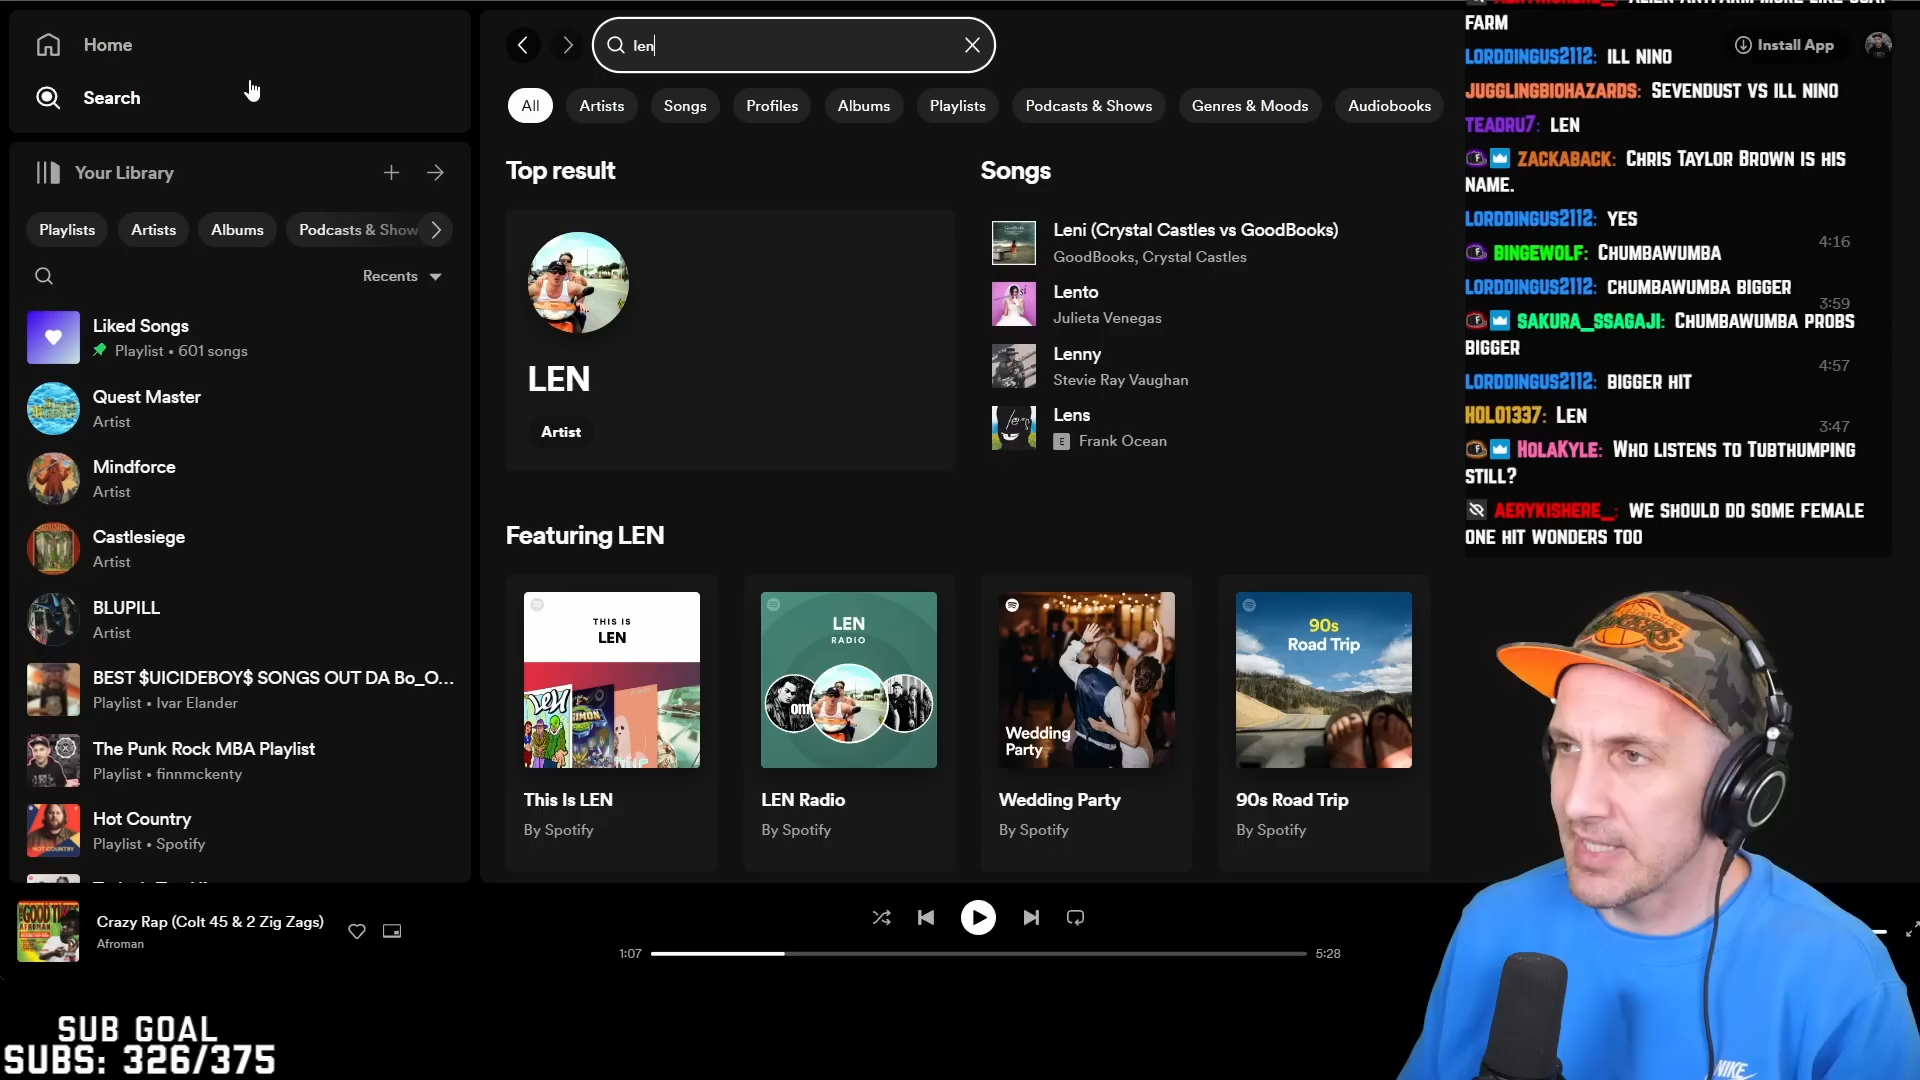 Home
Search
Your Library
Playlists
Artists
Albums
Podcasts & Show
Recents
Liked Songs
Playlist • 601 songs
Quest Master
Artist
Mindforce
Artist
Castlesiege
Artist
BLUPILL
Artist
BEST $UICIDEBOY$ SONGS OUT DA Bo_O...
Playlist • Ivar Elander
The Punk Rock MBA Playlist
Playlist • finnmckenty
Hot Country
Playlist • Spotify
HOT COUNTRY
len
Install App
All
Artists
Songs
Profiles
Albums
Playlists
Podcasts & Shows
Genres & Moods
Audiobooks
Top result
LEN
Artist
Songs
Leni (Crystal Castles vs GoodBooks)
GoodBooks, Crystal Castles
4:16
Lento
Julieta Venegas
3:59
Lenny
Stevie Ray Vaughan
4:57
Lens
E Frank Ocean
3:47
Featuring LEN
THIS IS
LEN
This Is LEN
By Spotify
LEN
RADIO
LEN Radio
By Spotify
Wedding
Party
Wedding Party
By Spotify
90s
Road Trip
90s Road Trip
By Spotify
FARM
LORDDINGUS2112: ILL NINO
JUGGLINGBIOHAZARDS: SEVENDUST VS ILL NINO
TEADRU7: LEN
ZACKABACK: CHRIS TAYLOR BROWN IS HIS
NAME.
LORDDINGUS2112: YES
BINGEWOLF: CHUMBAWUMBA
LORDDINGUS2112: CHUMBAWUMBA BIGGER
SAKURA_SSAGAJI: CHUMBAWUMBA PROBS
BIGGER
LORDDINGUS2112: BIGGER HIT
HOLO1337: LEN
HOLAKYLE: WHO LISTENS TO TUBTHUMPING
STILL?
AERYKISHERE_: WE SHOULD DO SOME FEMALE
ONE HIT WONDERS TOO
GOOD T
AFROMAN
Crazy Rap (Colt 45 & 2 Zig Zags)
Afroman
1:07
5:28
SUB GOAL
SUBS: 326/375
NIKE